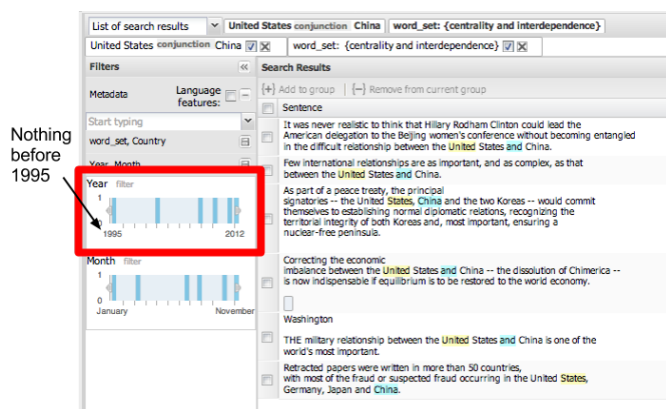 List of search results United States conjunction China word_set: {centrality and interdependence}
United States conjunction China word_set: {centrality and interdependence}
Filters
Search Results
Metadata Language features:
{+} Add to group | {−} Remove from current group
Start typing
Sentence
word_set, Country
Year, Month
Nothing
before
1995
Year filter
1
0
1995 2012
Month filter
1
0
January November
It was never realistic to think that Hillary Rodham Clinton could lead the
American delegation to the Beijing women's conference without becoming entangled
in the difficult relationship between the United States and China.
Few international relationships are as important, and as complex, as that
between the United States and China.
As part of a peace treaty, the principal
signatories -- the United States, China and the two Koreas -- would commit
themselves to establishing normal diplomatic relations, recognizing the
territorial integrity of both Koreas and, most important, ensuring a
nuclear-free peninsula.
Correcting the economic
imbalance between the United States and China -- the dissolution of Chimerica --
is now indispensable if equilibrium is to be restored to the world economy.
Washington
THE military relationship between the United States and China is one of the
world's most important.
Retracted papers were written in more than 50 countries,
with most of the fraud or suspected fraud occurring in the United States,
Germany, Japan and China.